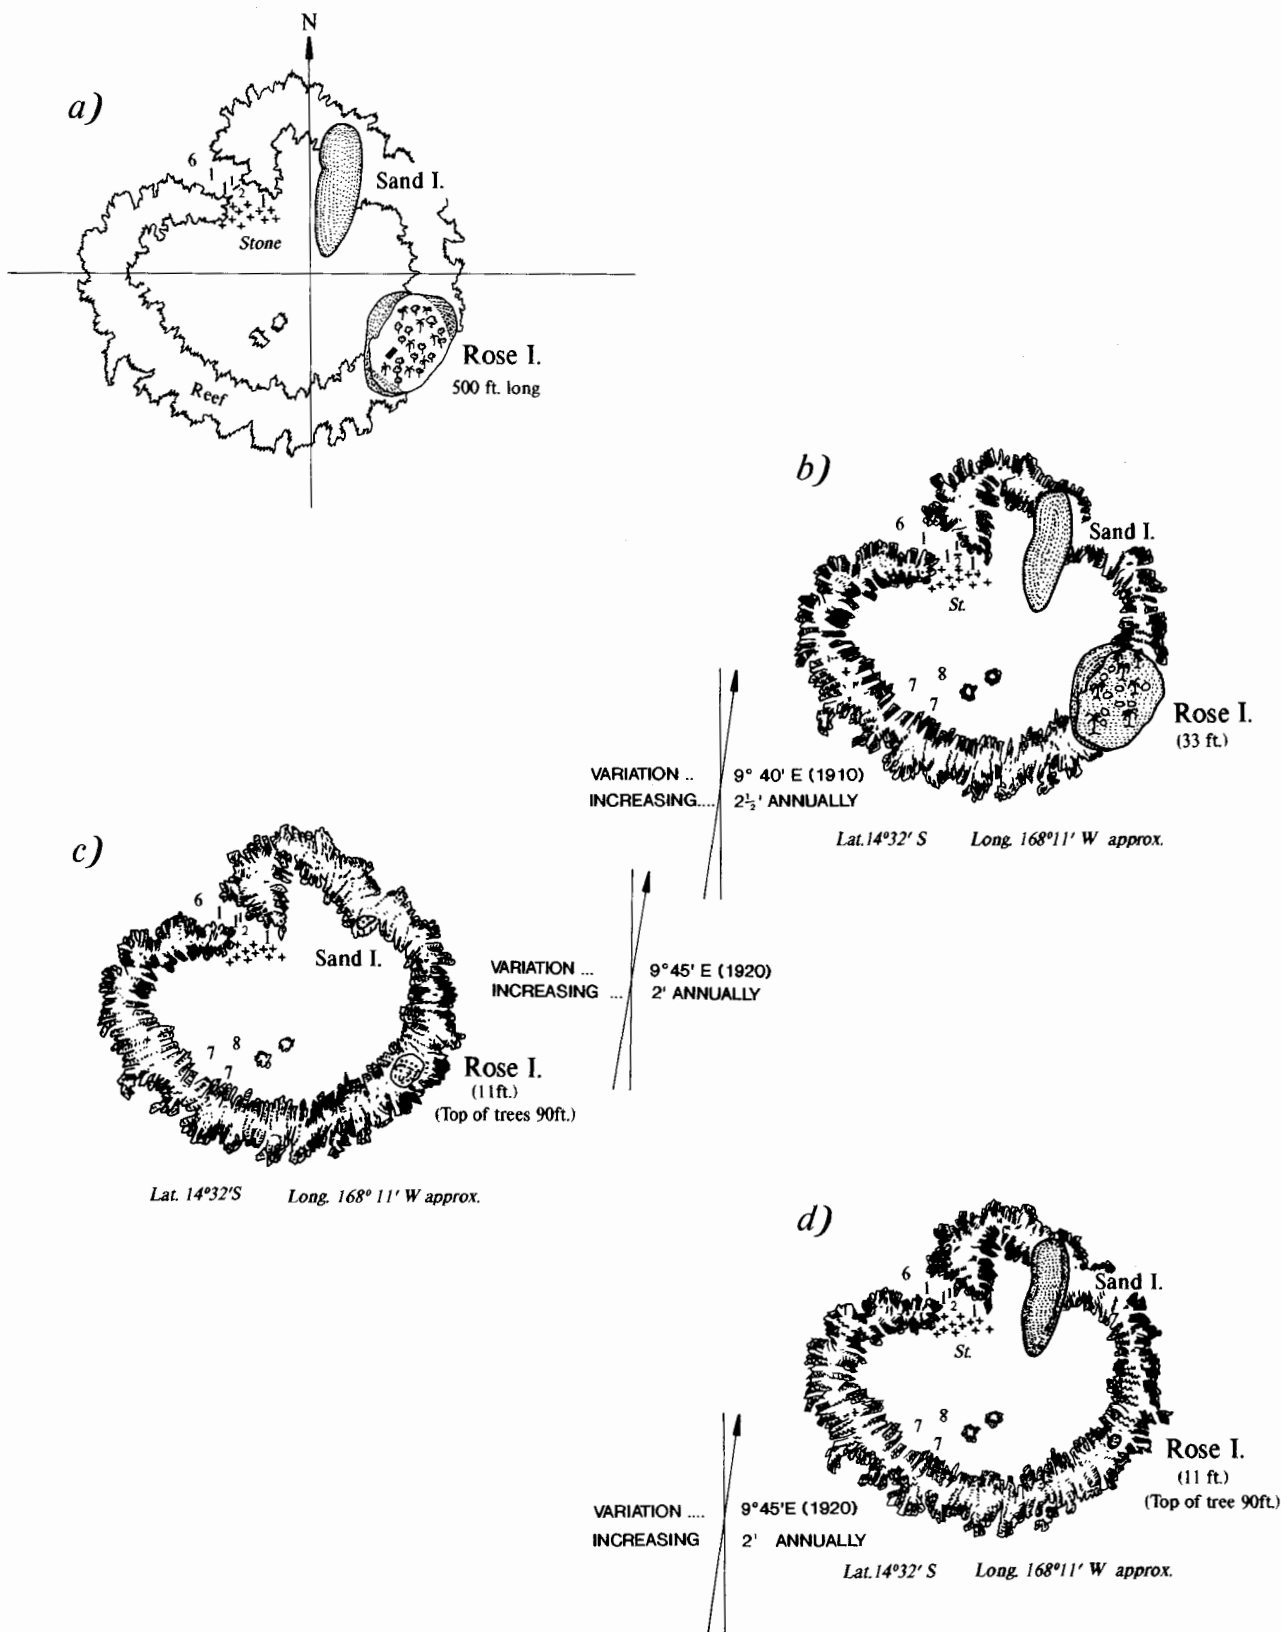 N
a)
6
1
1
1
2
1
Sand I.
Stone
Rose I.
500 ft. long
Reef
b)
6
1
1
1
2
1
Sand I.
St.
7
8
7
Rose I.
(33 ft.)
VARIATION .. 9° 40' E (1910)
INCREASING.... 2½' ANNUALLY
Lat.14°32' S Long. 168°11' W approx.
c)
6
1
1
1
2
1
Sand I.
7
8
7
Rose I.
(11ft.)
(Top of trees 90ft.)
VARIATION ... 9°45' E (1920)
INCREASING ... 2' ANNUALLY
Lat. 14°32'S Long. 168° 11' W approx.
d)
6
1
1
1
2
1
Sand I.
St.
7
8
7
Rose I.
(11 ft.)
(Top of tree 90ft.)
VARIATION .... 9°45'E (1920)
INCREASING 2' ANNUALLY
Lat.14°32' S Long. 168°11' W approx.